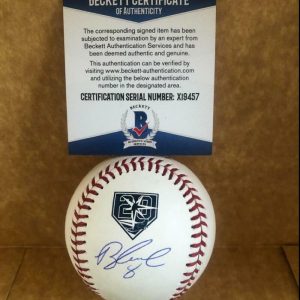 BECKETT CERTIFICATE
OF AUTHENTICITY
The corresponding signed item has been
subjected to examination by an expert from
Beckett Authentication Services and has
been deemed authentic and genuine.
This authentication can be verified by
visiting www.beckett-authentication.com
and utilizing the below authentication
number in the designated area.
CERTIFICATION SERIAL NUMBER: X19457
BECKETT
B
20